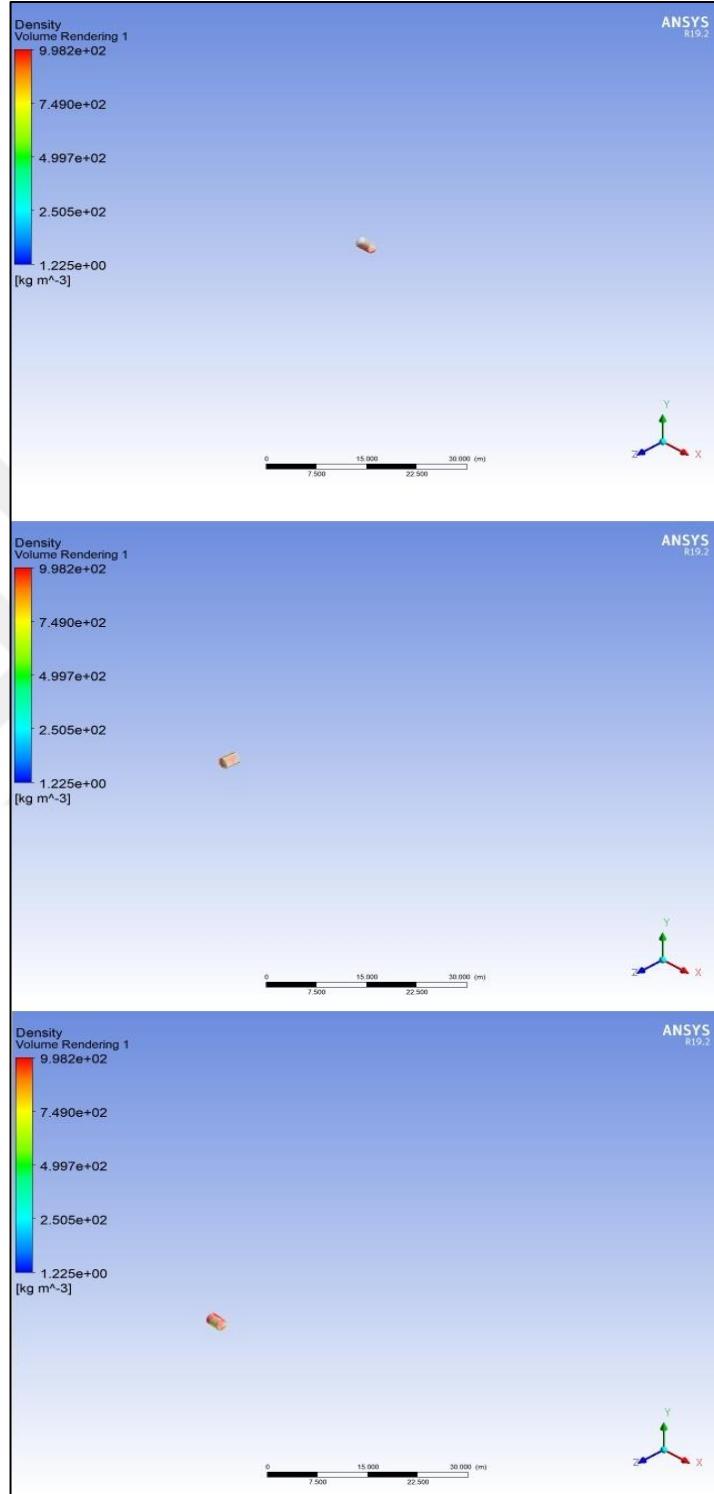 Density
Volume Rendering 1
ANSYS
R19.2
9.982e+02
7.490e+02
4.997e+02
2.505e+02
1.225e+00
[kg m^-3]
Y
Z
X
0
15.000
30.000 (m)
7.500
22.500
Density
Volume Rendering 1
ANSYS
R19.2
9.982e+02
7.490e+02
4.997e+02
2.505e+02
1.225e+00
[kg m^-3]
Y
Z
X
0
15.000
30.000 (m)
7.500
22.500
Density
Volume Rendering 1
ANSYS
R19.2
9.982e+02
7.490e+02
4.997e+02
2.505e+02
1.225e+00
[kg m^-3]
Y
Z
X
0
15.000
30.000 (m)
7.500
22.500